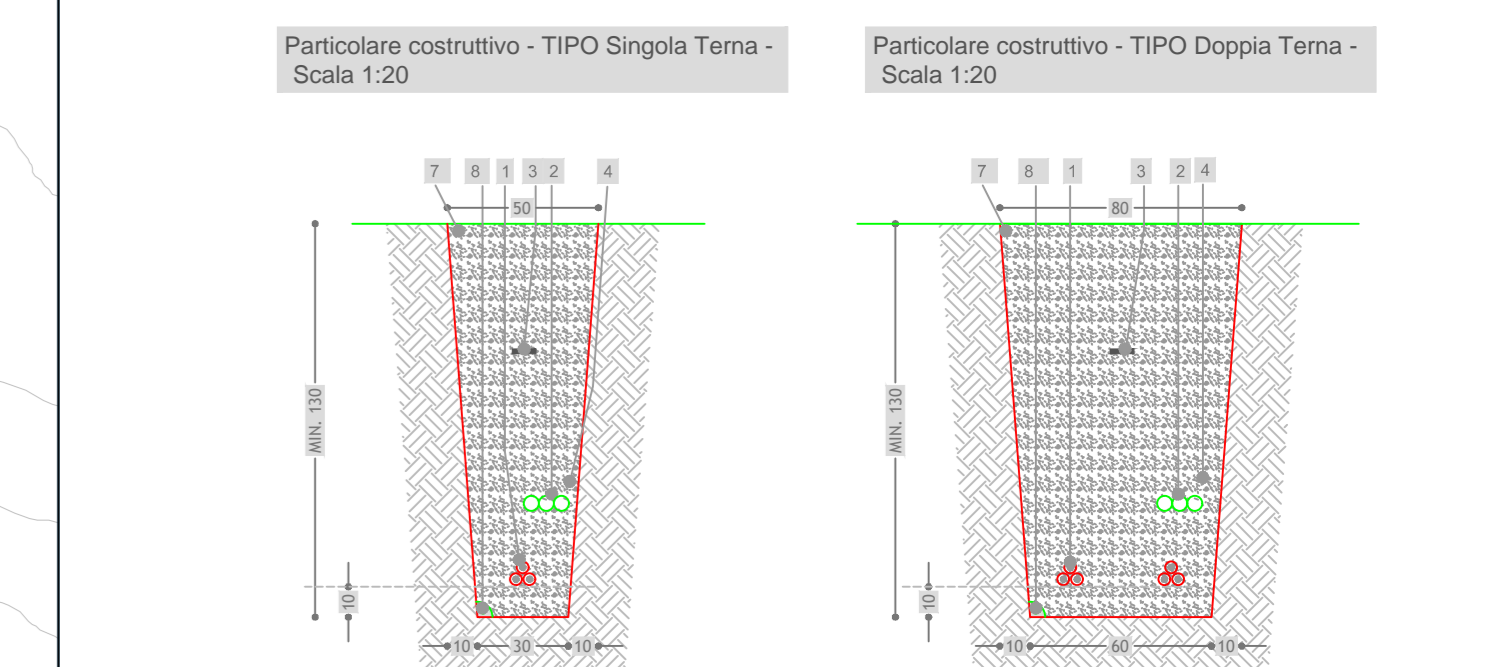 Particolare costruttivo - TIPO Singola Terna -
Scala 1:20
Particolare costruttivo - TIPO Doppia Terna -
Scala 1:20
7 8 1 3 2 4
50
MIN. 130
10
10 30 10
7 8 1 3 2 4
80
MIN. 130
10
10 60 10